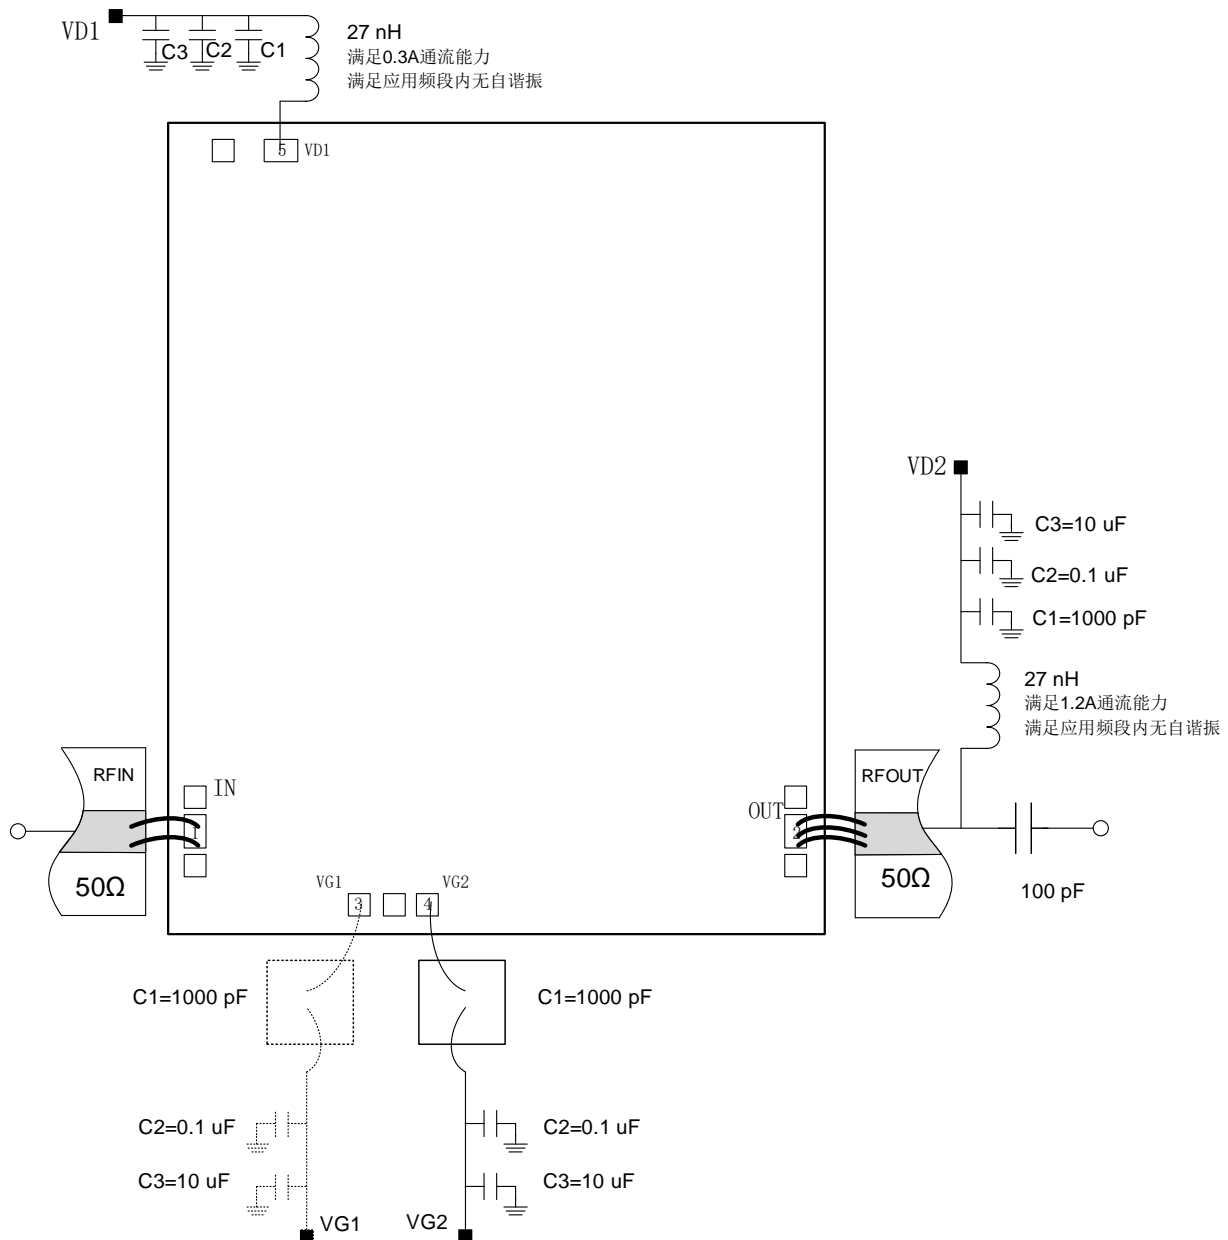 VD1
C3
C2
C1
27 nH
满足0.3A通流能力
满足应用频段内无自谐振
5
VD1
VD2
C3=10 uF
C2=0.1 uF
C1=1000 pF
27 nH
满足1.2A通流能力
满足应用频段内无自谐振
RFIN
IN
1
50Ω
OUT
2
RFOUT
50Ω
100 pF
VG1
3
4
VG2
C1=1000 pF
C1=1000 pF
C2=0.1 uF
C2=0.1 uF
C3=10 uF
C3=10 uF
VG1
VG2